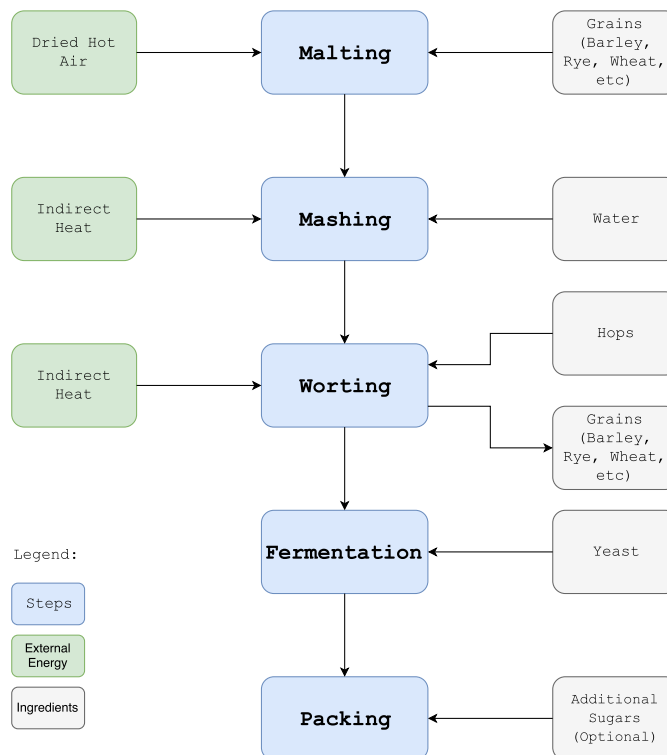 Dried Hot
Air
Malting
Grains
(Barley,
Rye, Wheat,
etc)
Indirect
Heat
Mashing
Water
Hops
Indirect
Heat
Worting
Grains
(Barley,
Rye, Wheat,
etc)
Fermentation
Yeast
Legend:
Steps
External
Energy
Ingredients
Packing
Additional
Sugars
(Optional)